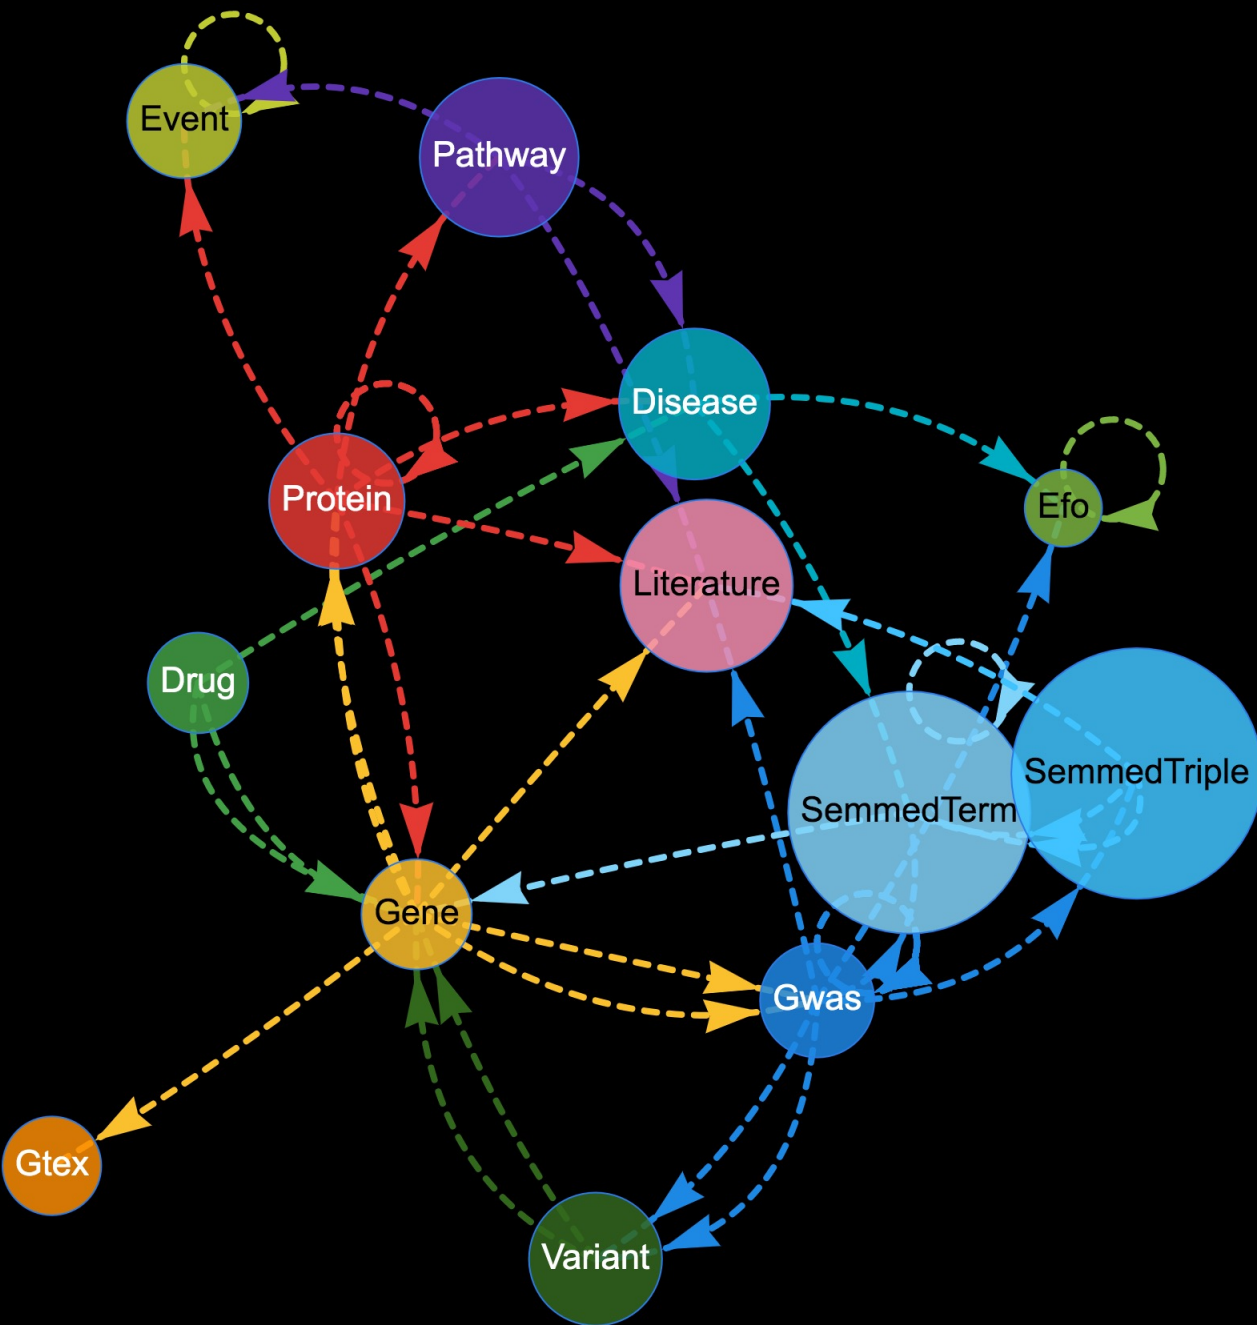 Event
Pathway
Disease
Protein
Efo
Literature
Drug
SemmedTriple
SemmedTerm
Gene
Gwas
Gtex
Variant